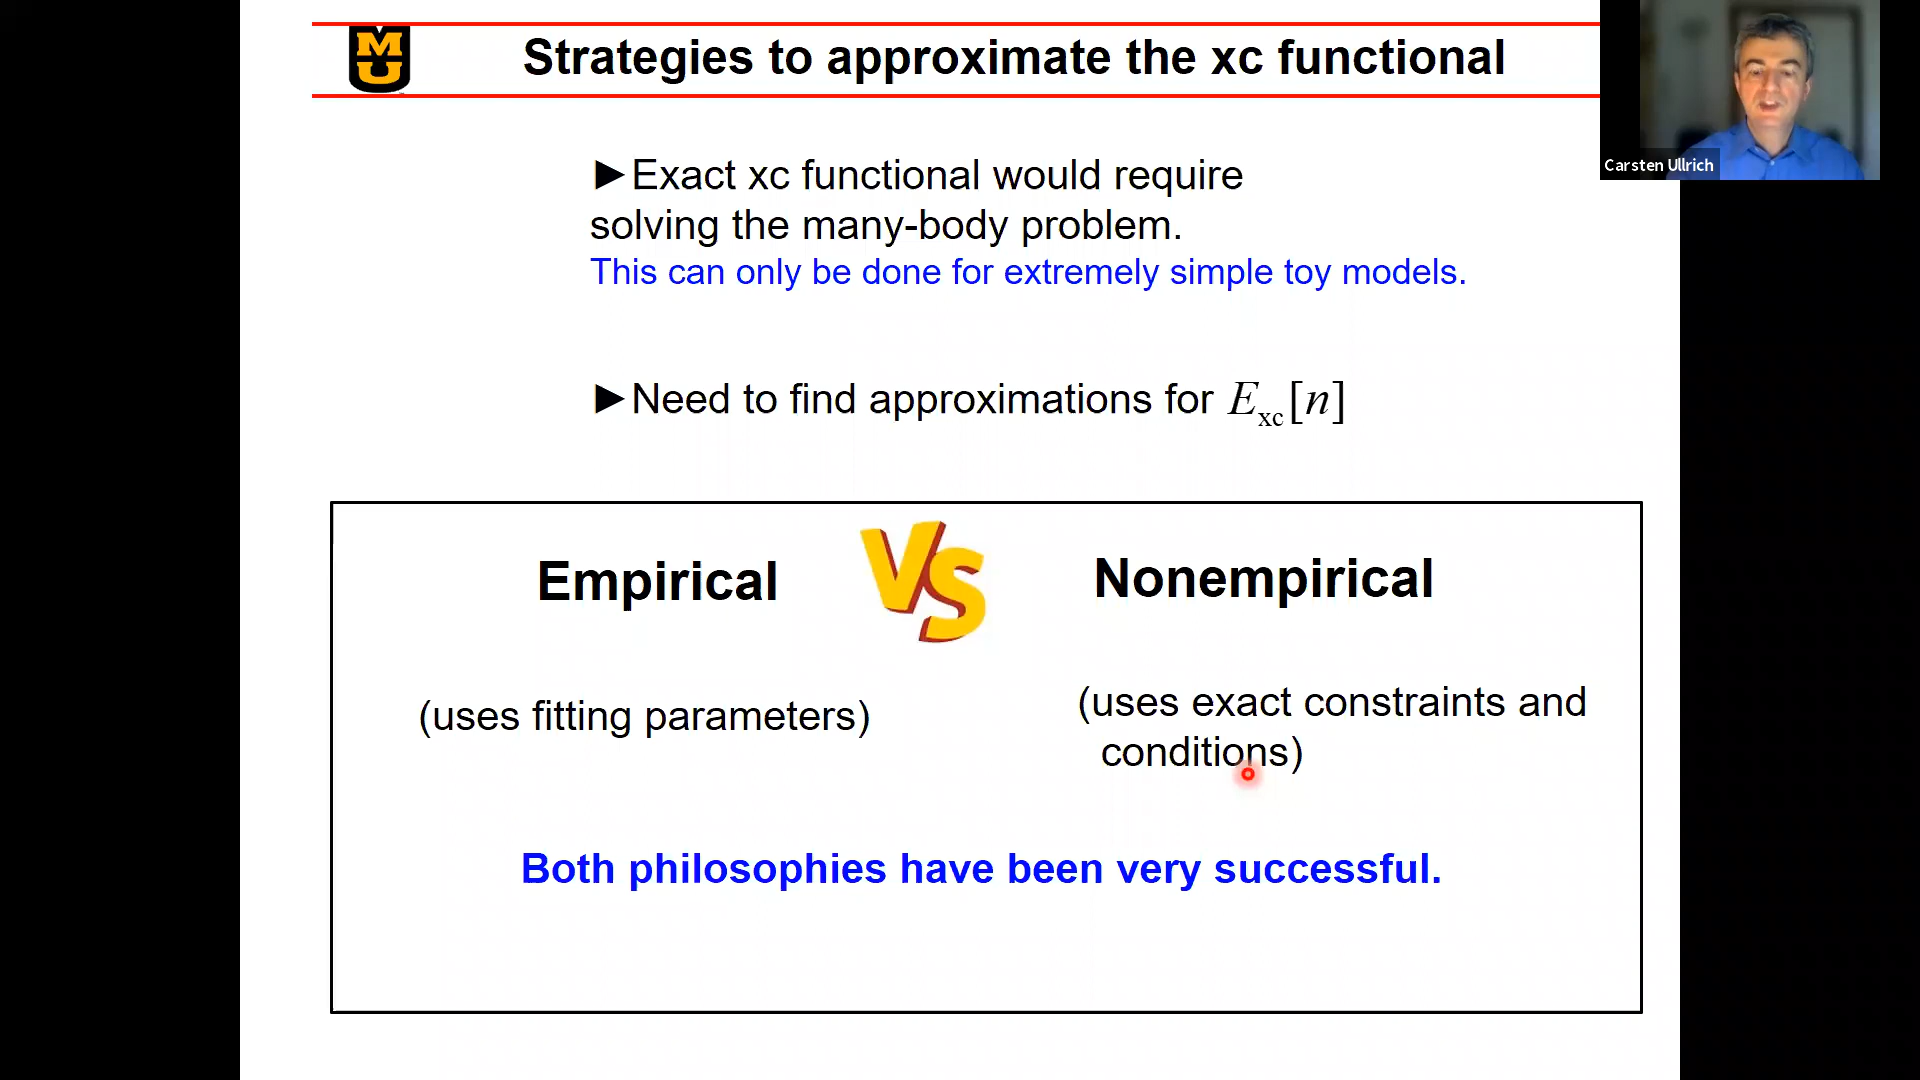 MU
Strategies to approximate the xc functional
Carsten Ullrich
►Exact xc functional would require
solving the many-body problem.
This can only be done for extremely simple toy models.
►Need to find approximations for Exc[n]
Empirical
VS
Nonempirical
(uses fitting parameters)
(uses exact constraints and
conditions)
Both philosophies have been very successful.